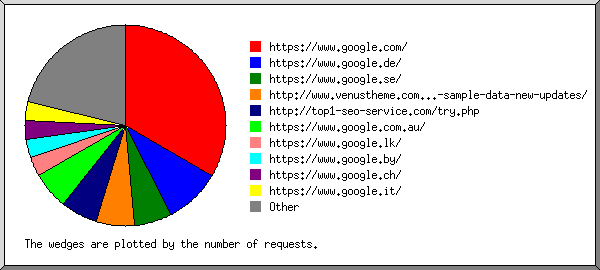 https://www.google.com/
https://www.google.de/
https://www.google.se/
http://www.venustheme.com...-sample-data-new-updates/
http://top1-seo-service.com/try.php
https://www.google.com.au/
https://www.google.lk/
https://www.google.by/
https://www.google.ch/
https://www.google.it/
Other
The wedges are plotted by the number of requests.